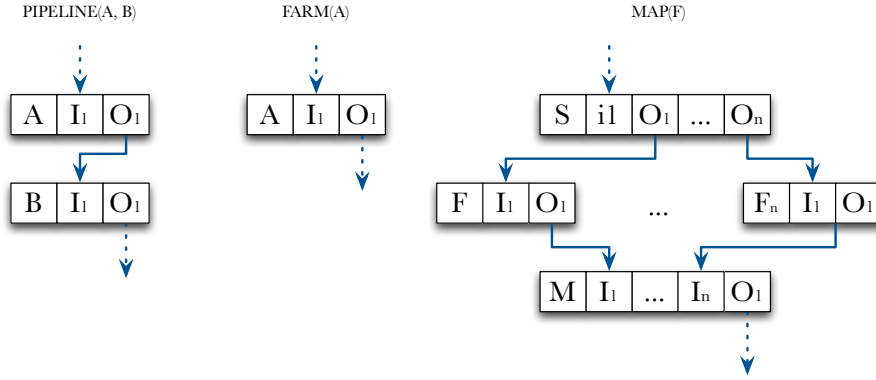 PIPELINE(A, B) FARM(A) MAP(F)
A I1 O1 A I1 O1 S i1 O1 ... On
B I1 O1 F I1 O1 ... Fn I1 O1
M I1 ... In O1